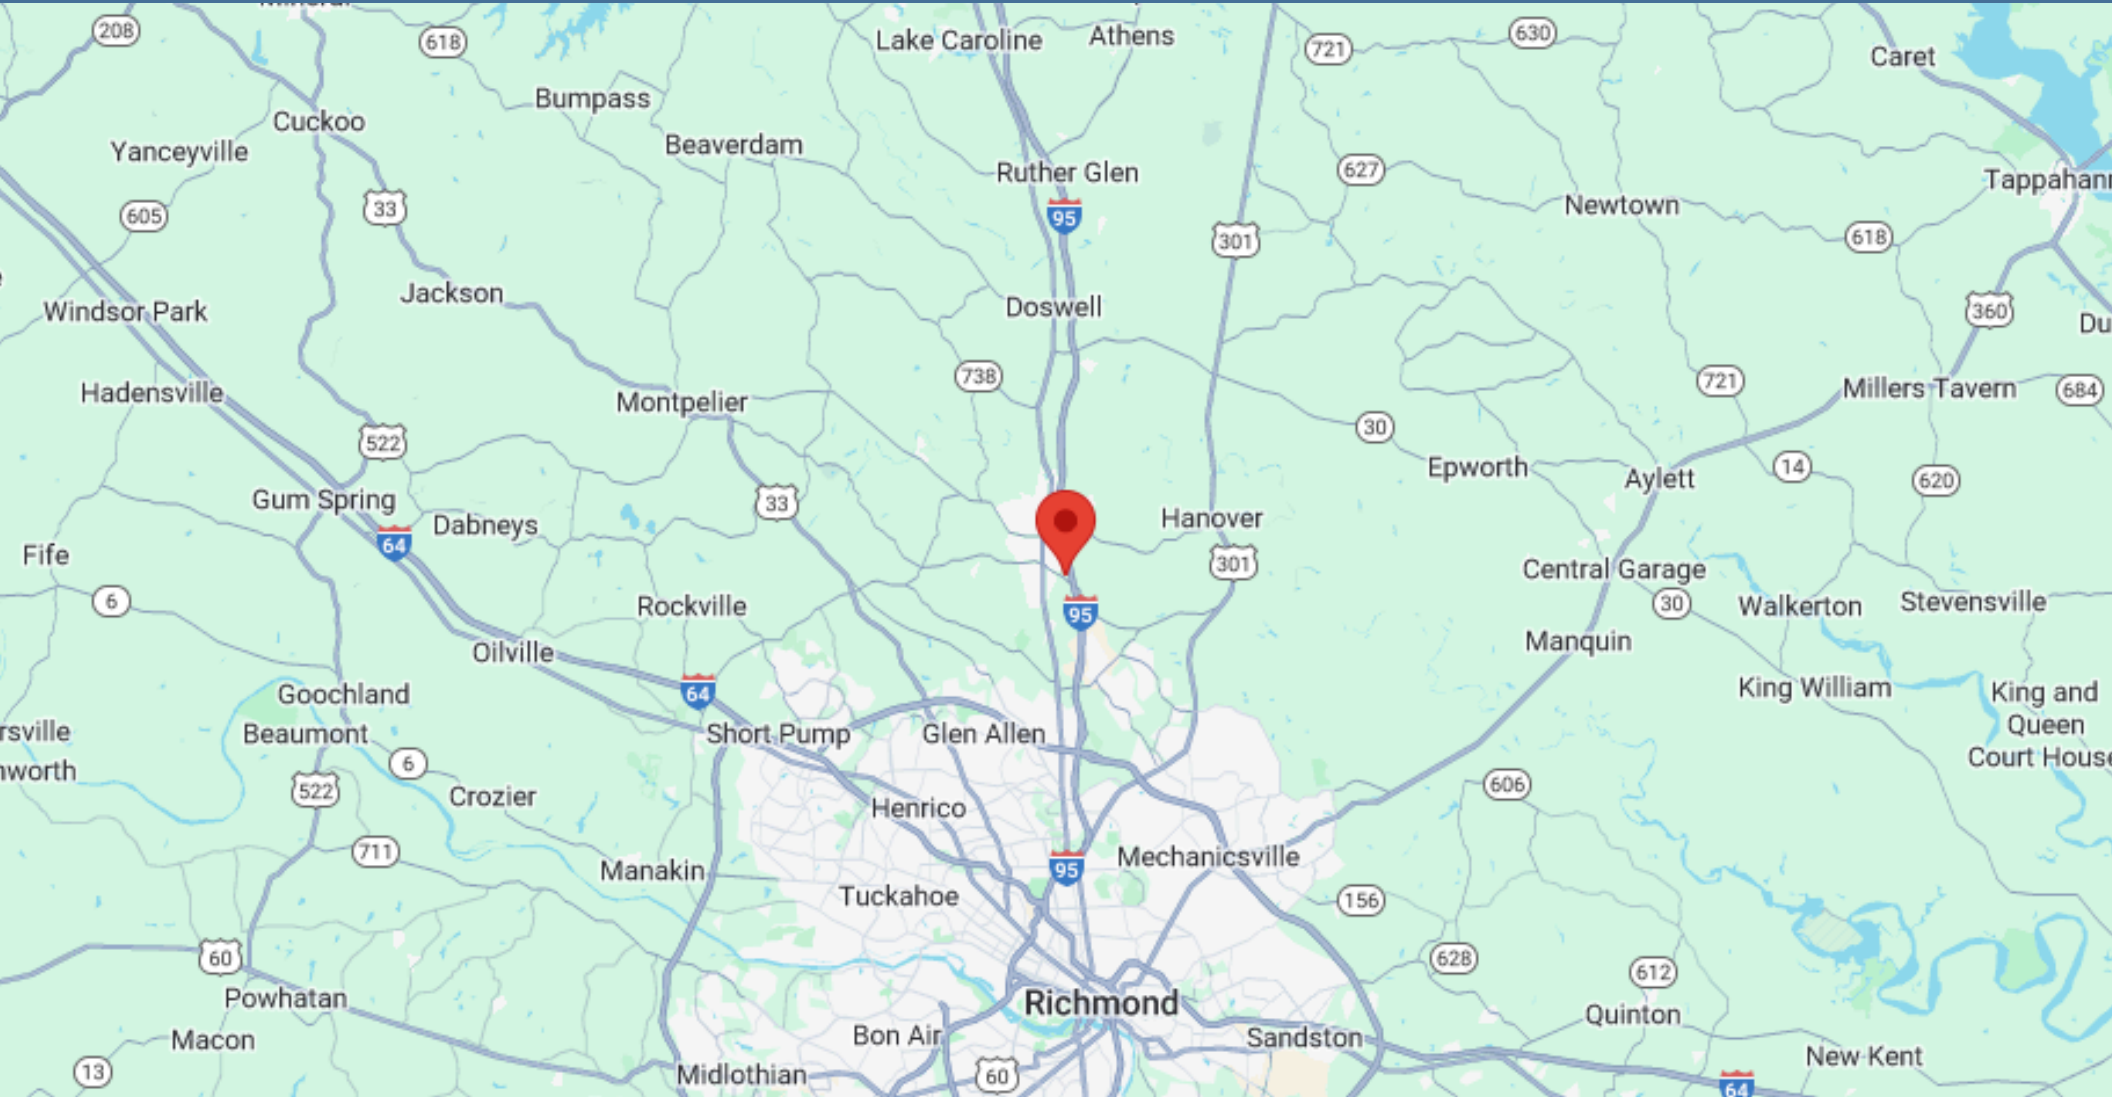 Mineral
208
618
Lake Caroline
Athens
721
630
Caret
Bumpass
Cuckoo
Yanceyville
Beaverdam
Ruther Glen
627
Tappahann
605
33
95
Newtown
301
618
Jackson
Windsor Park
Doswell
360
Du
738
721
Hadensville
Montpelier
Millers Tavern
684
30
522
Epworth
14
Aylett
620
Gum Spring
33
Dabneys
Hanover
64
Fife
301
Central Garage
6
Rockville
95
30
Walkerton
Stevensville
Oilville
Manquin
64
Goochland
King William
King and
Queen
Court House
rsville
Beaumont
Short Pump
Glen Allen
nworth
6
522
Crozier
606
Henrico
711
Manakin
95
Mechanicsville
Tuckahoe
156
60
628
612
Powhatan
Richmond
Quinton
Macon
Bon Air
Sandston
New Kent
13
Midlothian
60
64